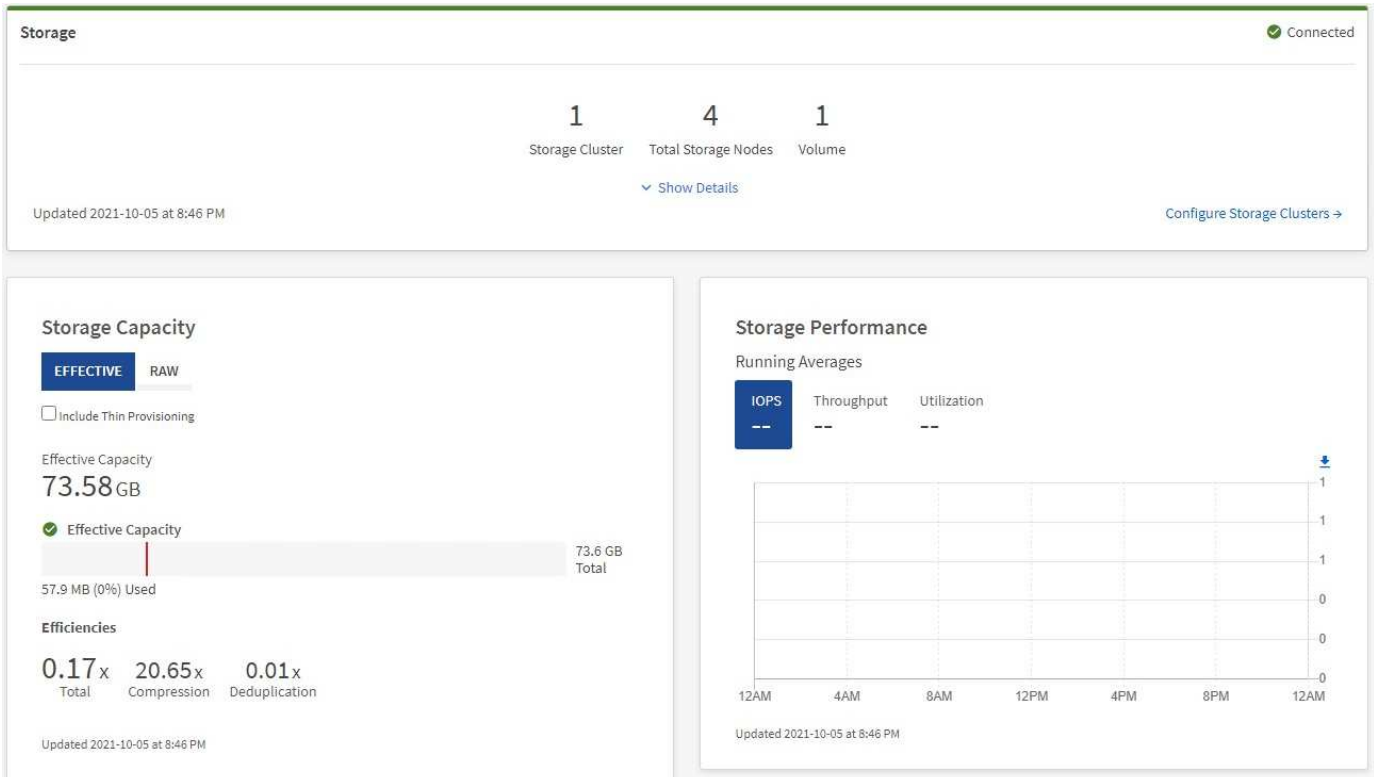 Storage
Connected
1 4 1
Storage Cluster Total Storage Nodes Volume
Show Details
Updated 2021-10-05 at 8:46 PM
Configure Storage Clusters →
Storage Capacity
EFFECTIVE RAW
Include Thin Provisioning
Effective Capacity
73.58 GB
Effective Capacity
73.6 GB
Total
57.9 MB (0%) Used
Efficiencies
0.17x 20.65x 0.01x
Total Compression Deduplication
Updated 2021-10-05 at 8:46 PM
Storage Performance
Running Averages
IOPS Throughput Utilization
-- -- --
1
1
1
0
0
0
12AM 4AM 8AM 12PM 4PM 8PM 12AM
Updated 2021-10-05 at 8:46 PM